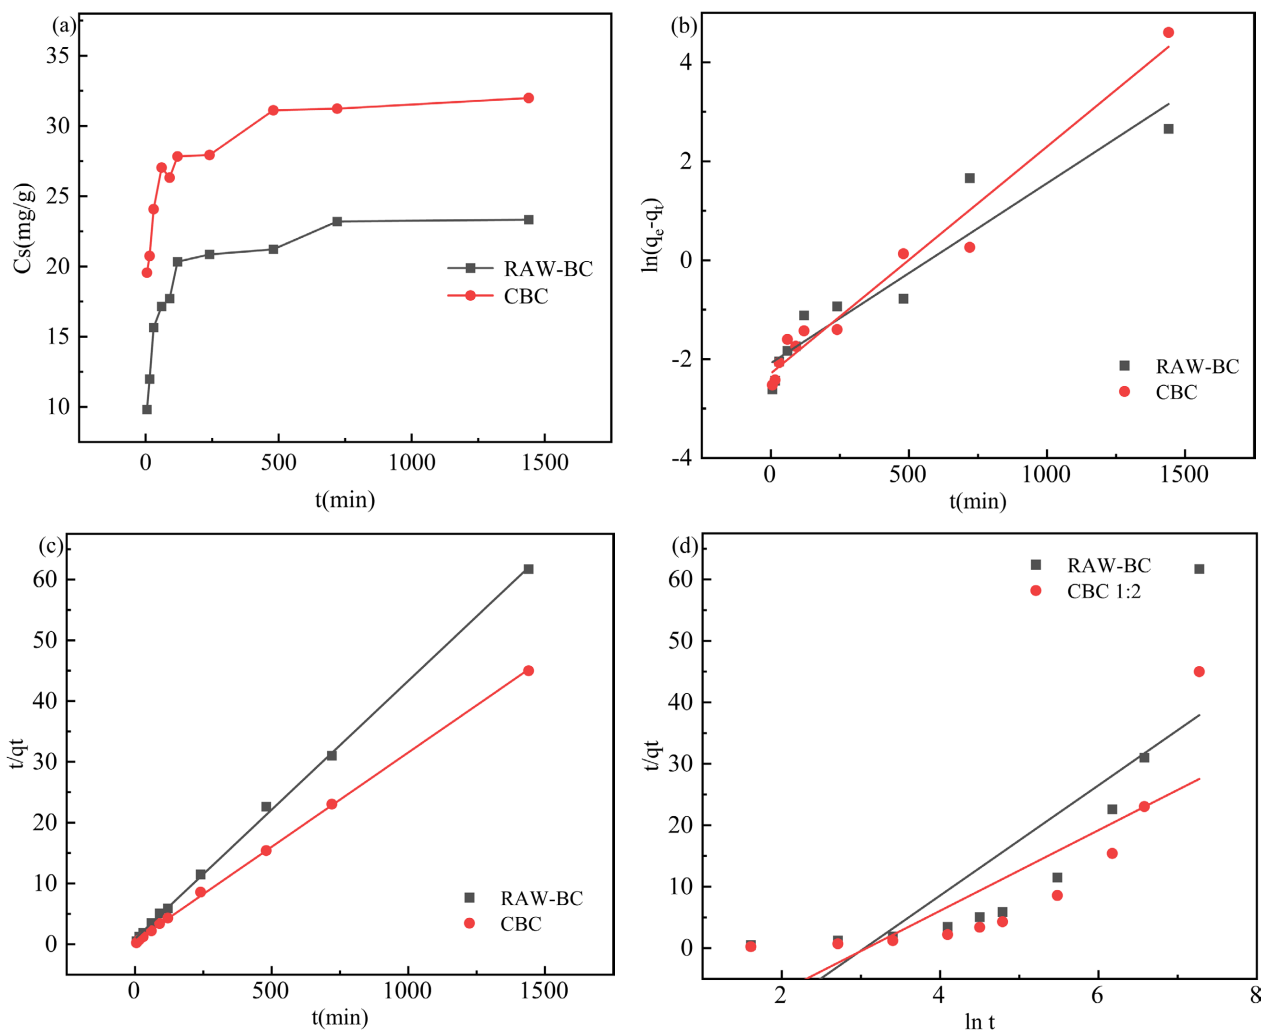 (a)
35
30
25
20
15
10
Cs(mg/g)
RAW-BC
CBC
0
500
1000
1500
t(min)
(b)
4
2
0
-2
-4
ln(qe-qt)
RAW-BC
CBC
0
500
1000
1500
t(min)
(c)
60
50
40
30
20
10
0
t/qt
RAW-BC
CBC
0
500
1000
1500
t(min)
(d)
60
50
40
30
20
10
0
t/qt
RAW-BC
CBC 1:2
2
4
6
8
ln t